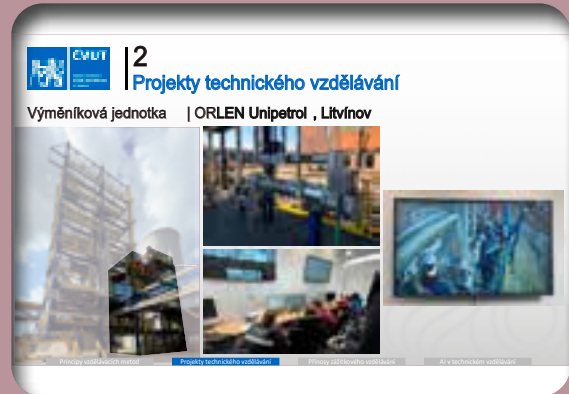 ČVUT
2
Projekty technického vzdělávání
Výměníková jednotka | ORLEN Unipetrol , Litvínov
Principy vzdělávacích metod Projekty technického vzdělávání Přínosy zážitkového vzdělávání AI v technickém vzdělávání